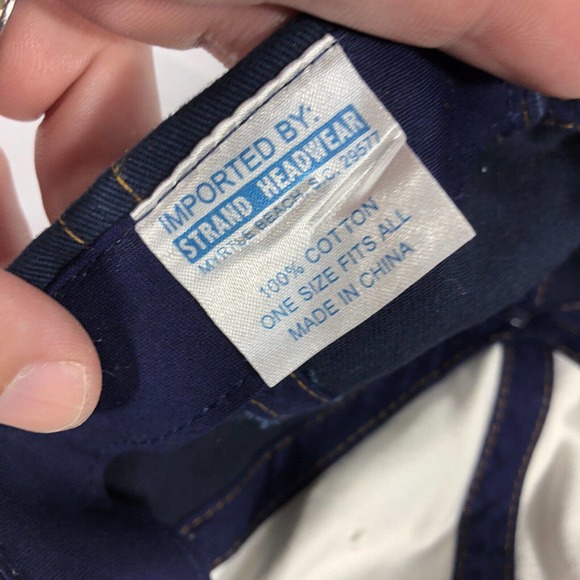 IMPORTED BY:
STRAND HEADWEAR
MYRTLE BEACH, S.C. 29577
100% COTTON
ONE SIZE FITS ALL
MADE IN CHINA